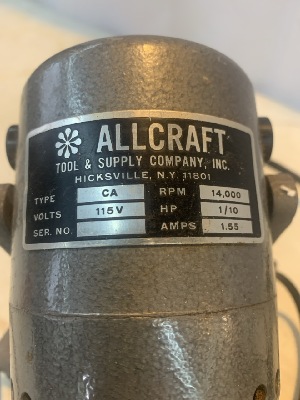 ALLCRAFT
TOOL & SUPPLY COMPANY, INC.
HICKSVILLE, N.Y. 11801
TYPE CA RPM 14,000
VOLTS 115V HP 1/10
SER. NO. AMPS 1.55